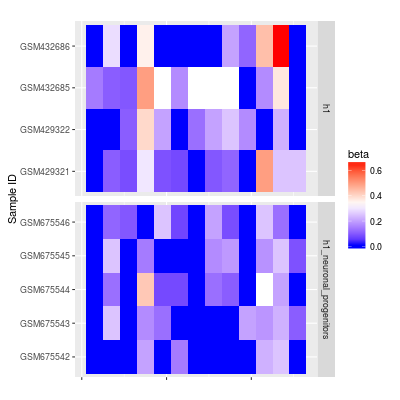 GSM432686
GSM432685
GSM429322
GSM429321
h1
GSM675546
GSM675545
GSM675544
GSM675543
GSM675542
h1_neuronal_progenitors
Sample ID
beta
0.6
0.4
0.2
0.0